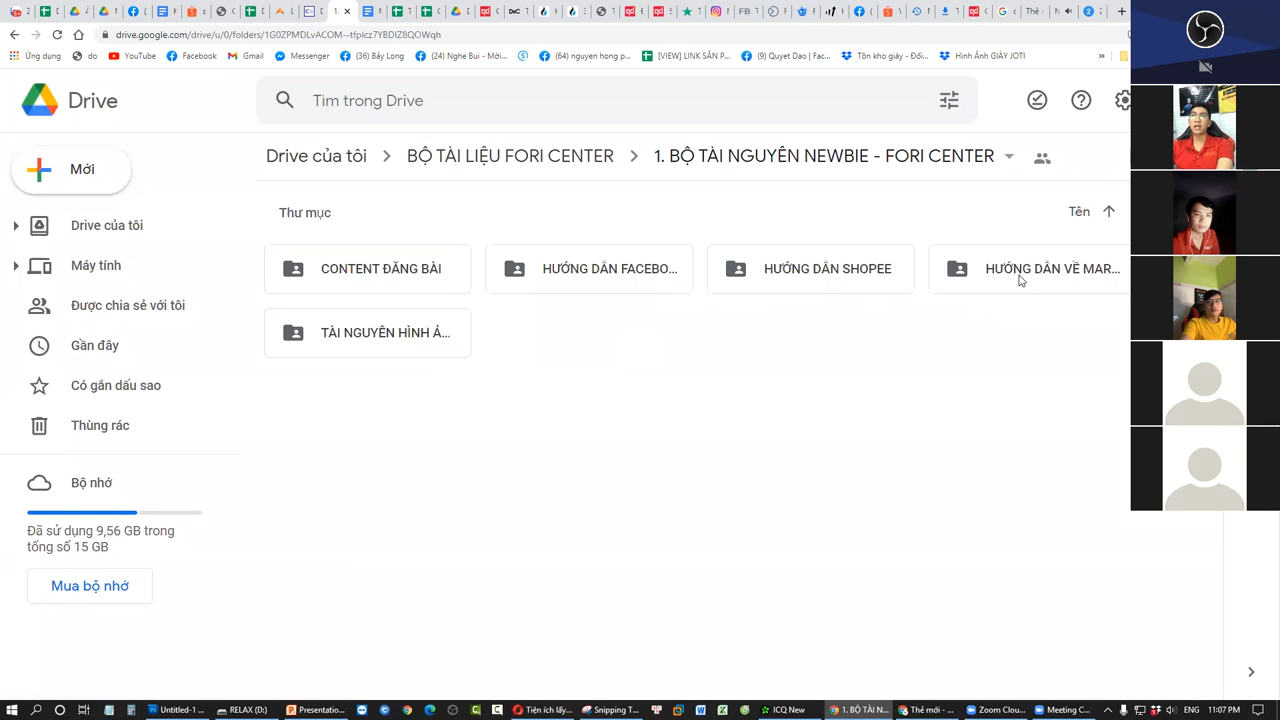 drive.google.com/drive/u/0/folders/1G0ZPMDLvACOM--tfplcz7YBDIZ8QOWqh
Ứng dụng do YouTube Facebook Gmail Messenger (36) Bảy Long (24) Nghe Bui - Mới... (64) nguyen hong p... [VIEW] LINK SẢN P... (9) Quyet Dao | Fac... Tồn kho giày - Đối... Hình Ảnh GIÀY JOTI »
Drive
Tìm trong Drive
Mới
Drive của tôi
BỘ TÀI LIỆU FORI CENTER
1. BỘ TÀI NGUYÊN NEWBIE - FORI CENTER
Thư mục
Tên
Drive của tôi
Máy tính
Được chia sẻ với tôi
Gần đây
Có gắn dấu sao
Thùng rác
Bộ nhớ
Đã sử dụng 9,56 GB trong
tổng số 15 GB
Mua bộ nhớ
CONTENT ĐĂNG BÀI
HƯỚNG DẪN FACEBO...
HƯỚNG DẪN SHOPEE
HƯỚNG DẪN VỀ MAR...
TÀI NGUYÊN HÌNH Ả...
Untitled-1 RELAX (D:) Presentatio... Tiện ích lấy... Snipping T... ICQ New 1. BỘ TÀI N... Thẻ mới - ... Zoom Clou... Meeting C... ENG 11:07 PM